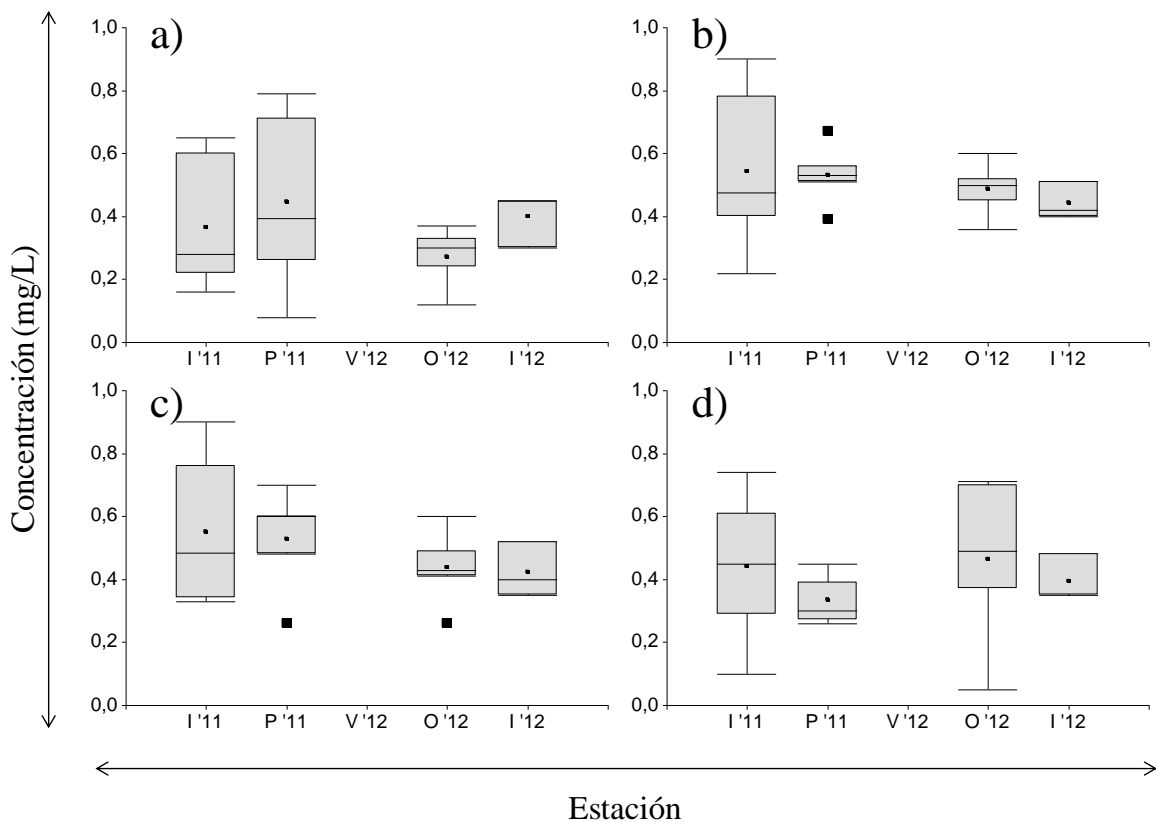 a)
1,0
0,8
0,6
0,4
0,2
0,0
I '11 P '11 V '12 O '12 I '12
b)
1,0
0,8
0,6
0,4
0,2
0,0
I '11 P '11 V '12 O '12 I '12
Concentración (mg/L)
c)
1,0
0,8
0,6
0,4
0,2
0,0
I '11 P '11 V '12 O '12 I '12
d)
1,0
0,8
0,6
0,4
0,2
0,0
I '11 P '11 V '12 O '12 I '12
Estación